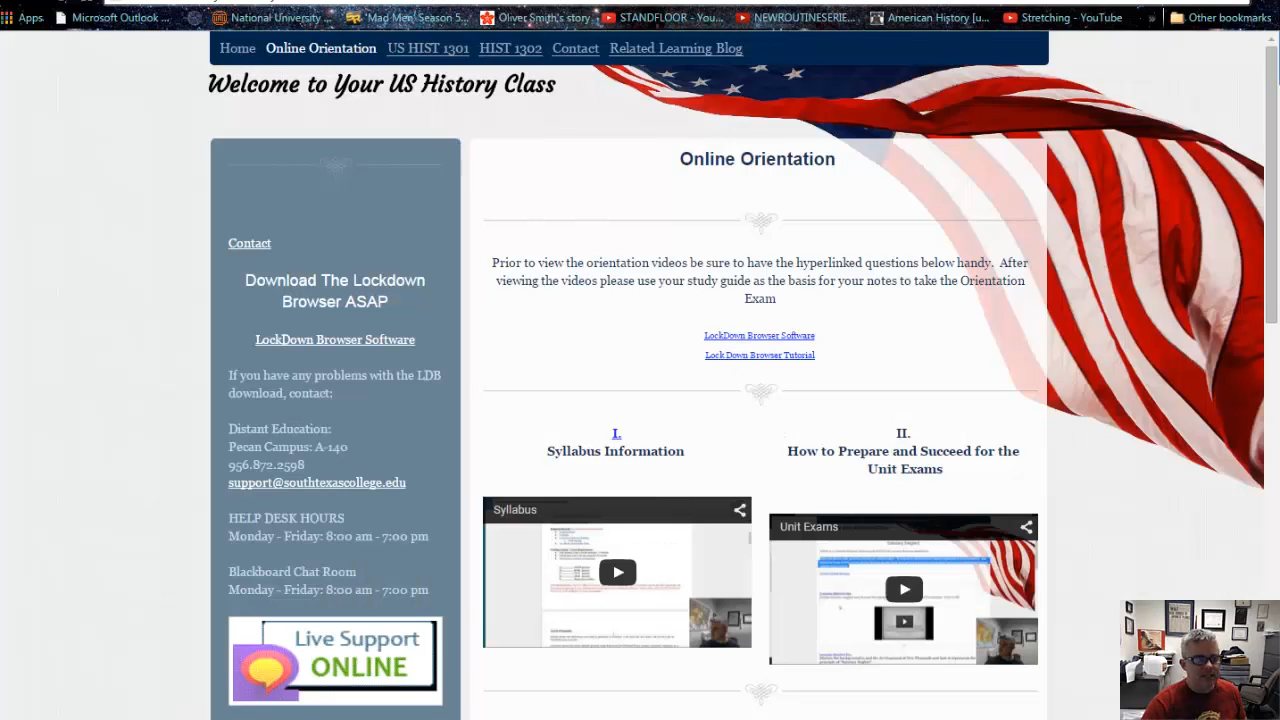 Apps Microsoft Outlook ... National University ... 'Mad Men' Season 5... Oliver Smith's story STANDFLOOR - You... NEWROUTINESERIE... American History [u... Stretching - YouTube » Other bookmarks
Home Online Orientation US HIST 1301 HIST 1302 Contact Related Learning Blog
Welcome to Your US History Class
Online Orientation
Contact
Download The Lockdown
Browser ASAP
LockDown Browser Software
If you have any problems with the LDB
download, contact:
Distant Education:
Pecan Campus: A-140
956.872.2598
support@southtexascollege.edu
HELP DESK HOURS
Monday - Friday: 8:00 am - 7:00 pm
Blackboard Chat Room
Monday - Friday: 8:00 am - 7:00 pm
Live Support
ONLINE
Prior to view the orientation videos be sure to have the hyperlinked questions below handy. After
viewing the videos please use your study guide as the basis for your notes to take the Orientation
Exam
LockDown Browser Software
Lock Down Browser Tutorial
I.
Syllabus Information
II.
How to Prepare and Succeed for the
Unit Exams
Syllabus
Unit Exams